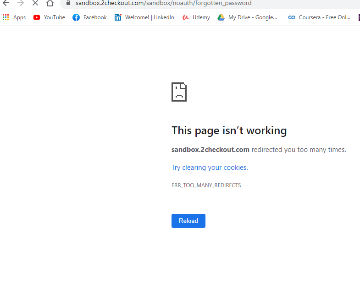 sandbox.2checkout.com/sandbox/noauth/forgotten_password
Apps YouTube Facebook Welcome! | LinkedIn Udemy My Drive - Google... Coursera - Free Onl...
This page isn't working
sandbox.2checkout.com redirected you too many times.
Try clearing your cookies.
ERR_TOO_MANY_REDIRECTS
Reload